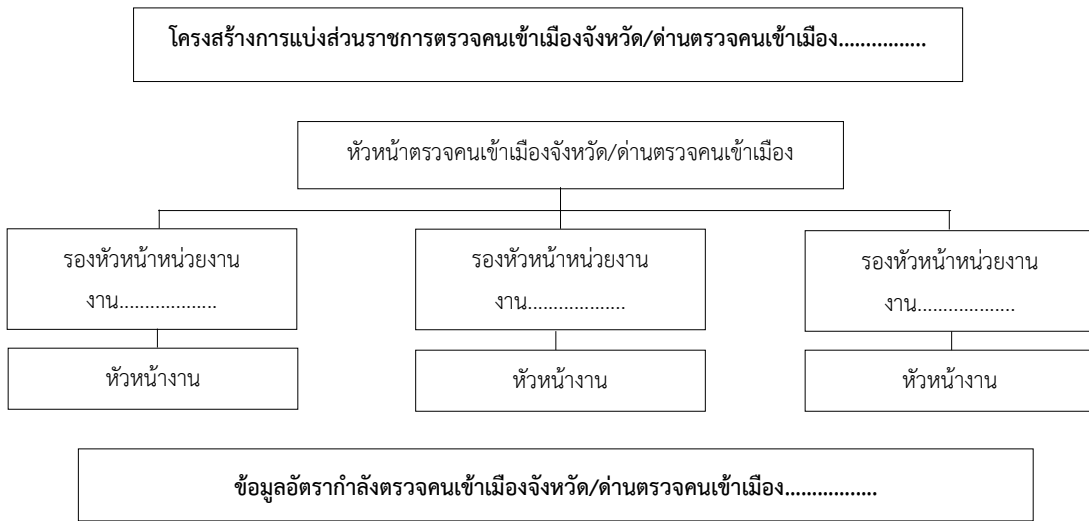 โครงสร้างการแบ่งส่วนราชการตรวจคนเข้าเมืองจังหวัด/ด่านตรวจคนเข้าเมือง................
หัวหน้าตรวจคนเข้าเมืองจังหวัด/ด่านตรวจคนเข้าเมือง
รองหัวหน้าหน่วยงาน
งาน...................
รองหัวหน้าหน่วยงาน
งาน...................
รองหัวหน้าหน่วยงาน
งาน...................
หัวหน้างาน
หัวหน้างาน
หัวหน้างาน
ข้อมูลอัตรากำลังตรวจคนเข้าเมืองจังหวัด/ด่านตรวจคนเข้าเมือง.................